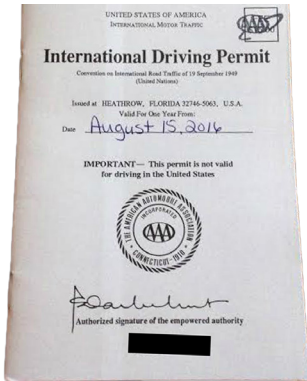 UNITED STATES OF AMERICA
INTERNATIONAL MOTOR TRAFFIC
AAA
International Driving Permit
Convention on International Road Traffic of 19 September 1949
(United Nations)
Issued at HEATHROW, FLORIDA 32746-5063, U.S.A.
Valid For One Year From:
Date August 15, 2016
IMPORTANT— This permit is not valid
for driving in the United States
THE AMERICAN AUTOMOBILE ASSOCIATION
INCORPORATED
AAA
CONNECTICUT-1910
Authorized signature of the empowered authority